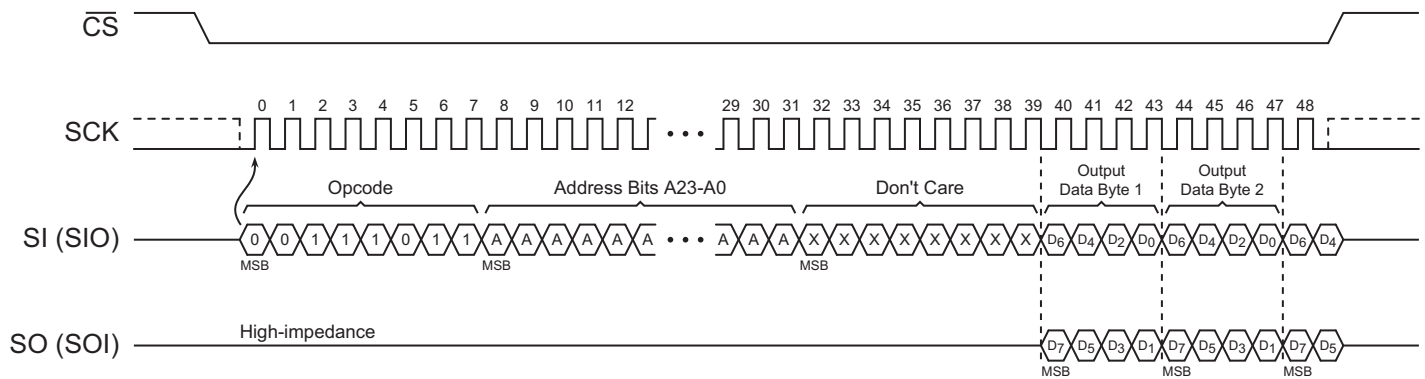 CS
SCK
0 1 2 3 4 5 6 7 8 9 10 11 12 29 30 31 32 33 34 35 36 37 38 39 40 41 42 43 44 45 46 47 48
Opcode
Address Bits A23-A0
Don't Care
Output
Data Byte 1
Output
Data Byte 2
SI (SIO)
0 0 1 1 1 0 1 1 A A A A A A A A A X X X X X X X X D6 D4 D2 D0 D6 D4 D2 D0 D6 D4
MSB MSB MSB
High-impedance
SO (SOI)
D7 D5 D3 D1 D7 D5 D3 D1 D7 D5
MSB MSB MSB